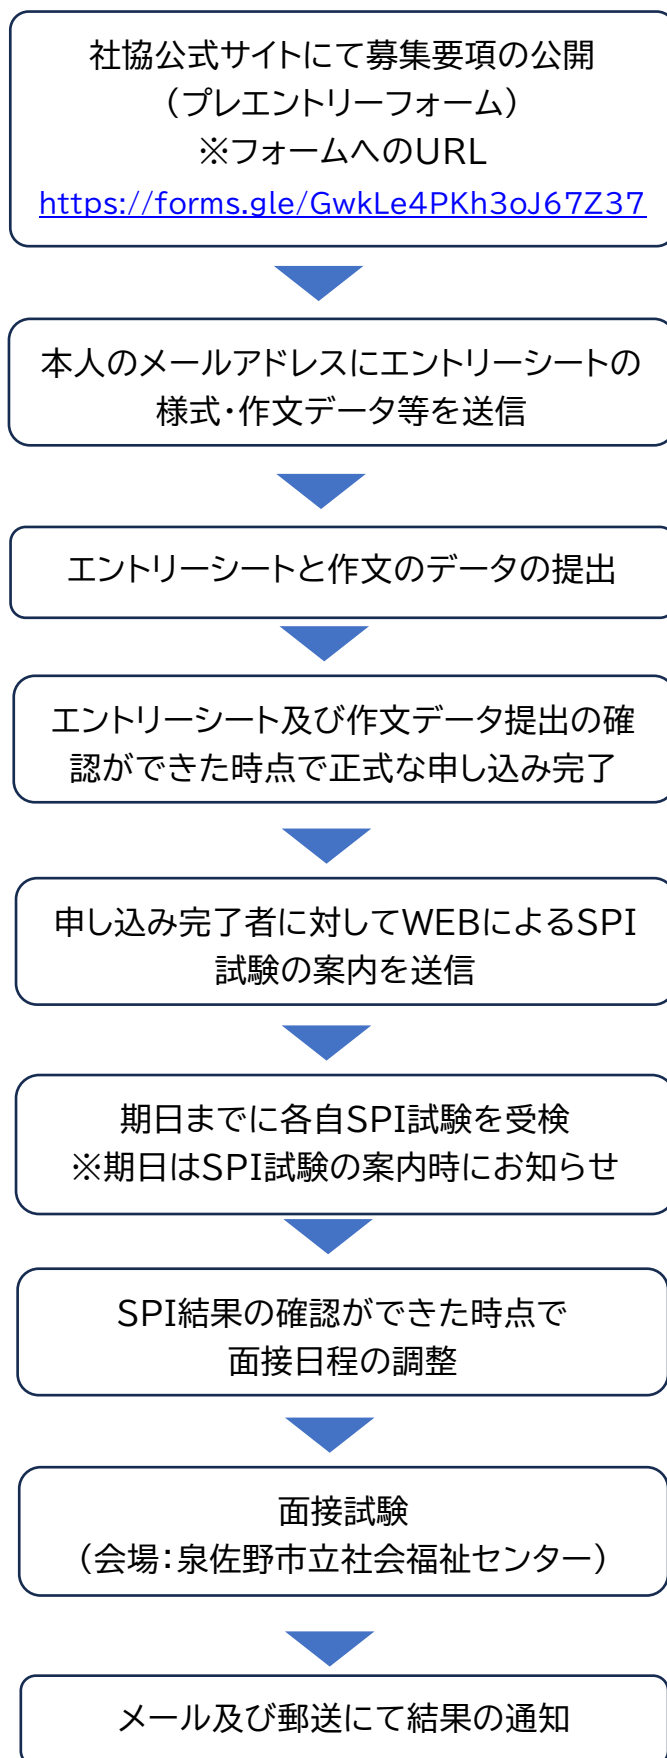 社協公式サイトにて募集要項の公開
（プレエントリーフォーム）
※フォームへのURL
https://forms.gle/GwkLe4PKh3oJ67Z37
本人のメールアドレスにエントリーシートの
様式・作文データ等を送信
エントリーシートと作文のデータの提出
エントリーシート及び作文データ提出の確
認ができた時点で正式な申し込み完了
申し込み完了者に対してWEBによるSPI
試験の案内を送信
期日までに各自SPI試験を受検
※期日はSPI試験の案内時にお知らせ
SPI結果の確認ができた時点で
面接日程の調整
面接試験
（会場：泉佐野市立社会福祉センター）
メール及び郵送にて結果の通知